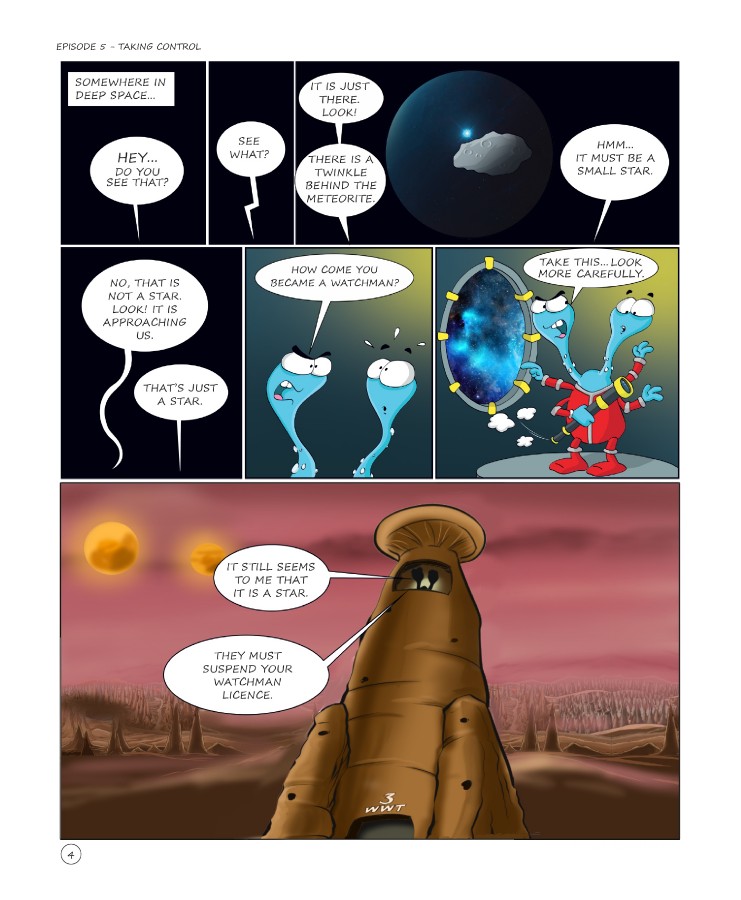 EPISODE 5 - TAKING CONTROL
SOMEWHERE IN
DEEP SPACE...
HEY...
DO YOU
SEE THAT?
SEE
WHAT?
IT IS JUST
THERE.
LOOK!
THERE IS A
TWINKLE
BEHIND THE
METEORITE.
HMM...
IT MUST BE A
SMALL STAR.
NO, THAT IS
NOT A STAR.
LOOK! IT IS
APPROACHING
US.
THAT'S JUST
A STAR.
HOW COME YOU
BECAME A WATCHMAN?
TAKE THIS...LOOK
MORE CAREFULLY.
IT STILL SEEMS
TO ME THAT
IT IS A STAR.
THEY MUST
SUSPEND YOUR
WATCHMAN
LICENCE.
3
WWT
4